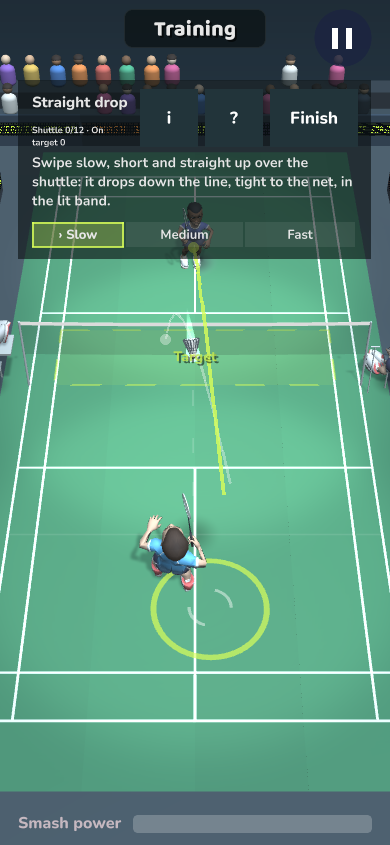 Training
Straight drop
i
?
Finish
Shuttle 0/12 · On
target 0
Swipe slow, short and straight up over the
shuttle: it drops down the line, tight to the net, in
the lit band.
› Slow
Medium
Fast
Target
Smash power